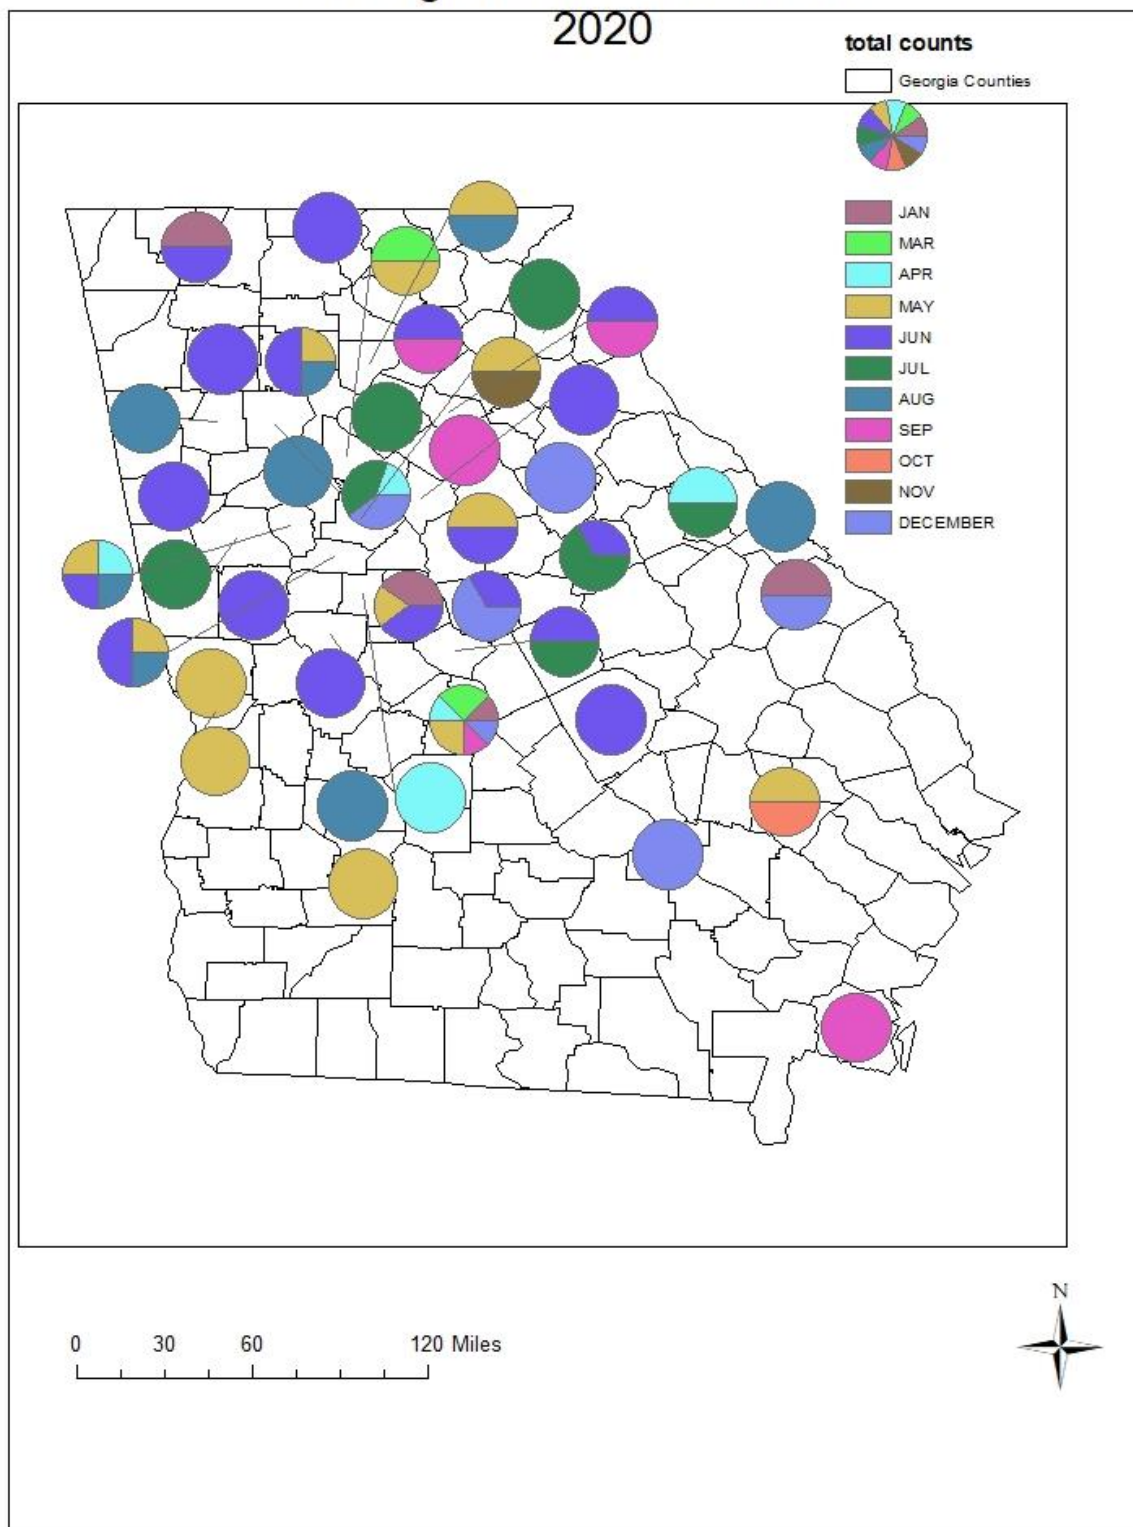 2020
total counts
Georgia Counties
JAN
MAR
APR
MAY
JUN
JUL
AUG
SEP
OCT
NOV
DECEMBER
N
0 30 60 120 Miles